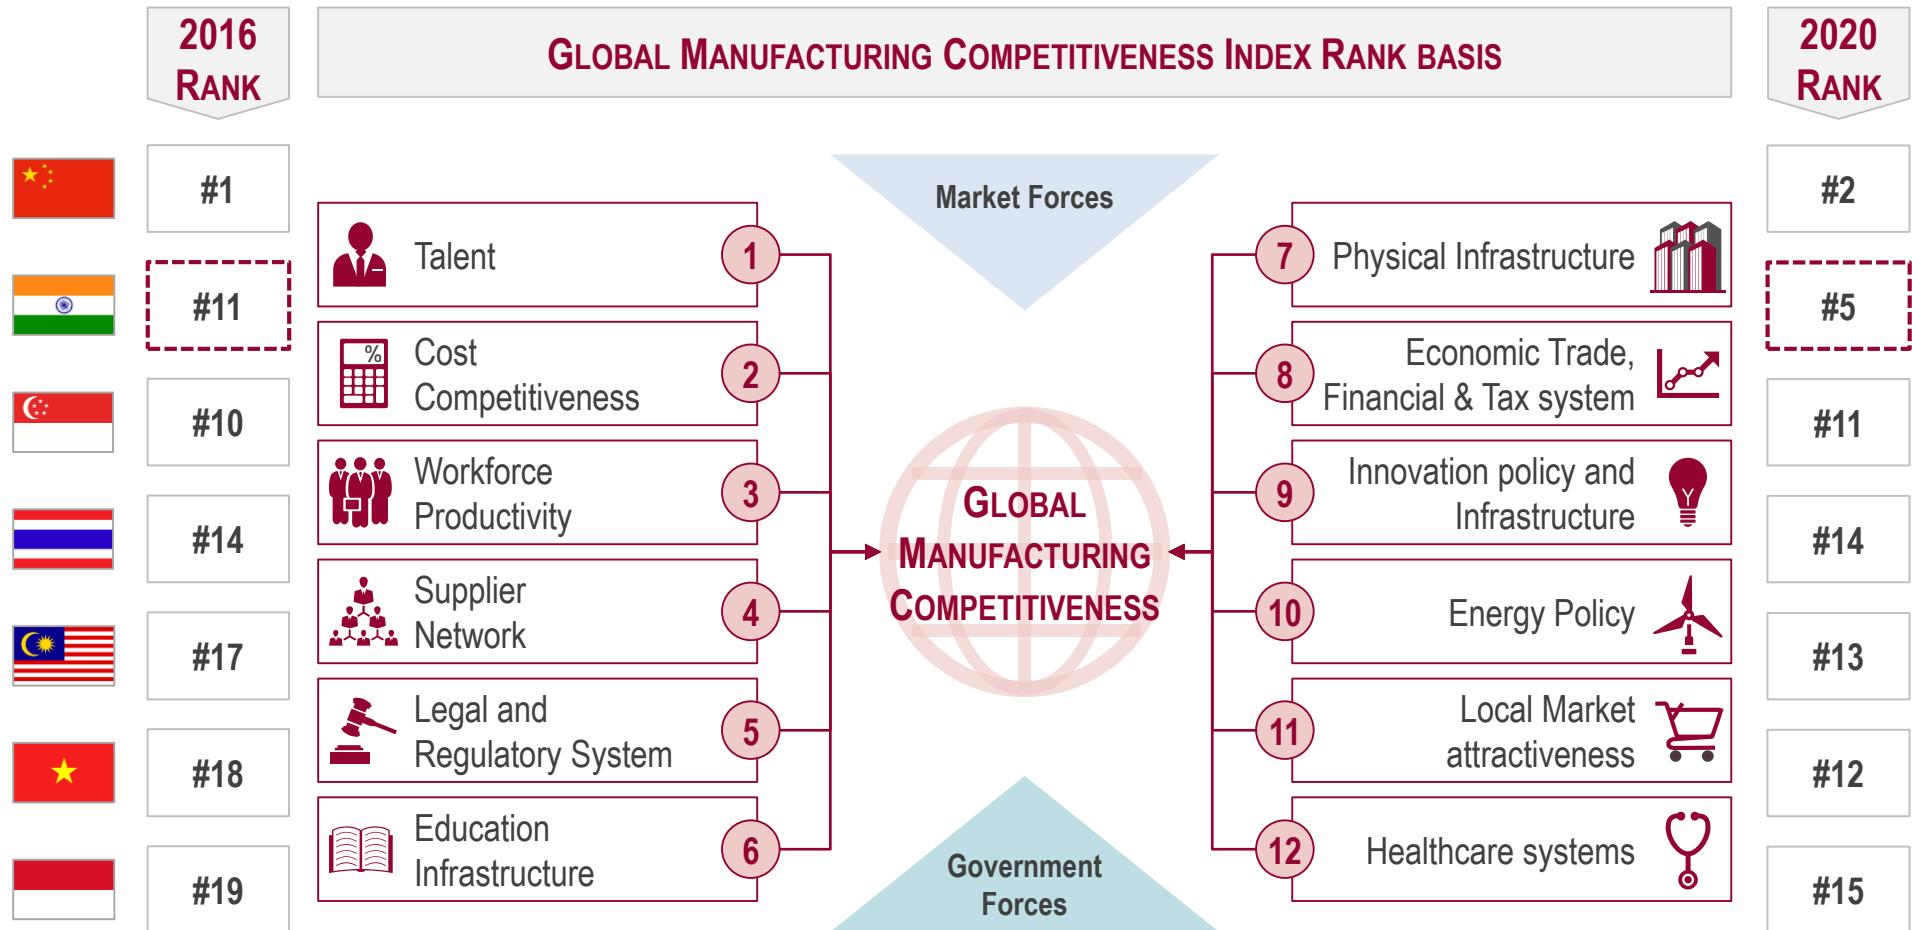 2016
RANK
GLOBAL MANUFACTURING COMPETITIVENESS INDEX RANK BASIS
2020
RANK
#1
#11
#10
#14
#17
#18
#19
Market Forces
Talent
1
%
Cost
Competitiveness
2
Workforce
Productivity
3
Supplier
Network
4
Legal and
Regulatory System
5
Education
Infrastructure
6
GLOBAL
MANUFACTURING
COMPETITIVENESS
Government
Forces
7
Physical Infrastructure
8
Economic Trade,
Financial & Tax system
9
Innovation policy and
Infrastructure
10
Energy Policy
11
Local Market
attractiveness
12
Healthcare systems
#2
#5
#11
#14
#13
#12
#15